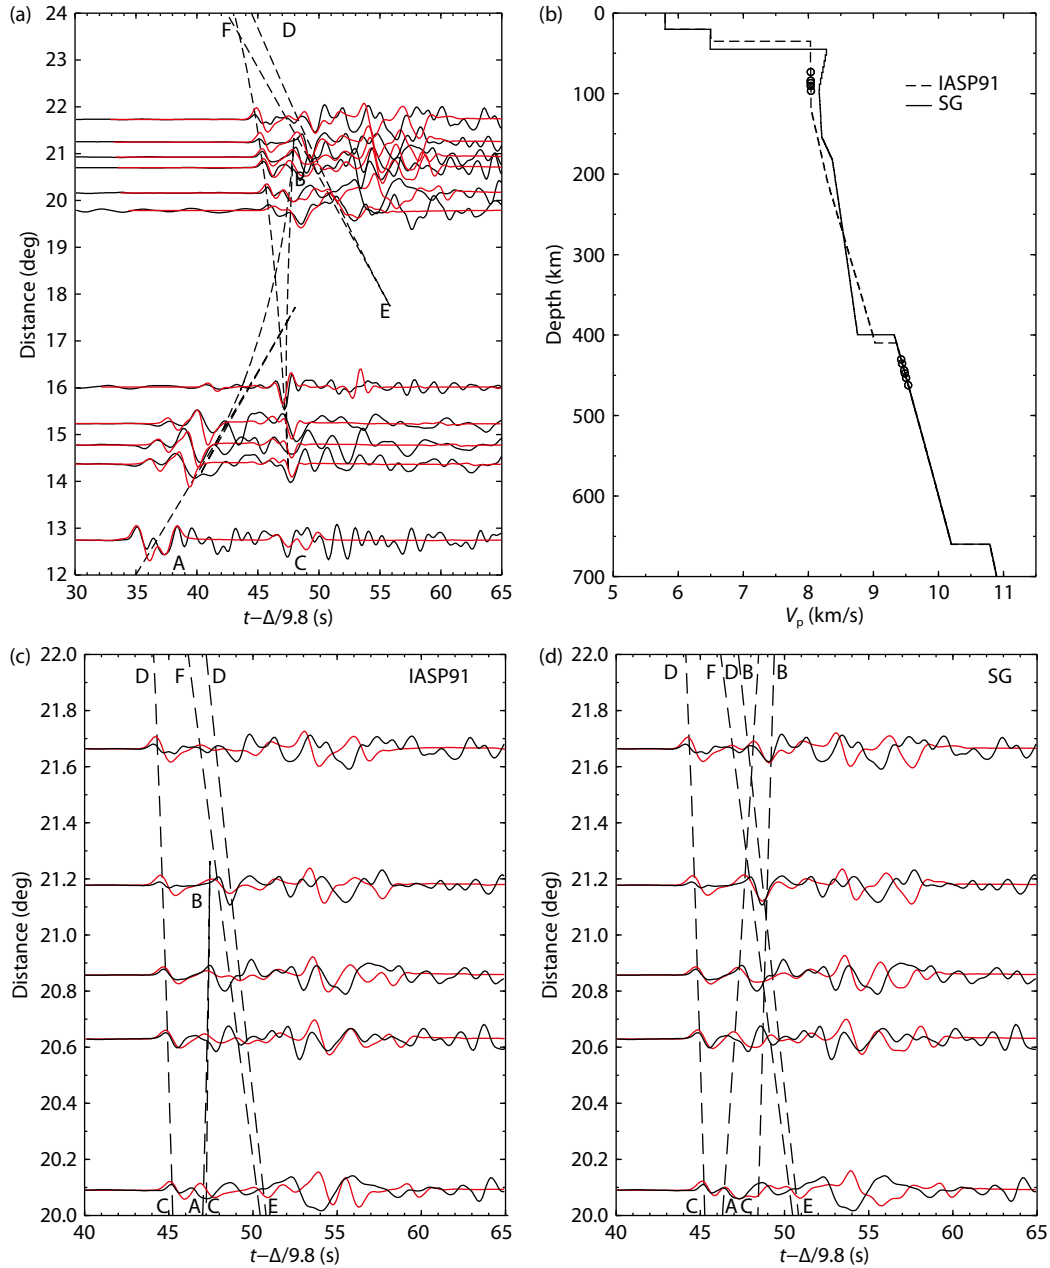 (a)
24
23
22
21
20
19
18
17
16
15
14
13
12
Distance (deg)
F
D
B
E
A
C
30 35 40 45 50 55 60 65
t−Δ/9.8 (s)
(b)
0
100
200
300
400
500
600
700
Depth (km)
IASP91
SG
5 6 7 8 9 10 11
Vp (km/s)
(c)
22.0
21.8
21.6
21.4
21.2
21.0
20.8
20.6
20.4
20.2
20.0
Distance (deg)
D F D IASP91
B
C A C E
40 45 50 55 60 65
t−Δ/9.8 (s)
(d)
22.0
21.8
21.6
21.4
21.2
21.0
20.8
20.6
20.4
20.2
20.0
Distance (deg)
D F D B B SG
C A C E
40 45 50 55 60 65
t−Δ/9.8 (s)